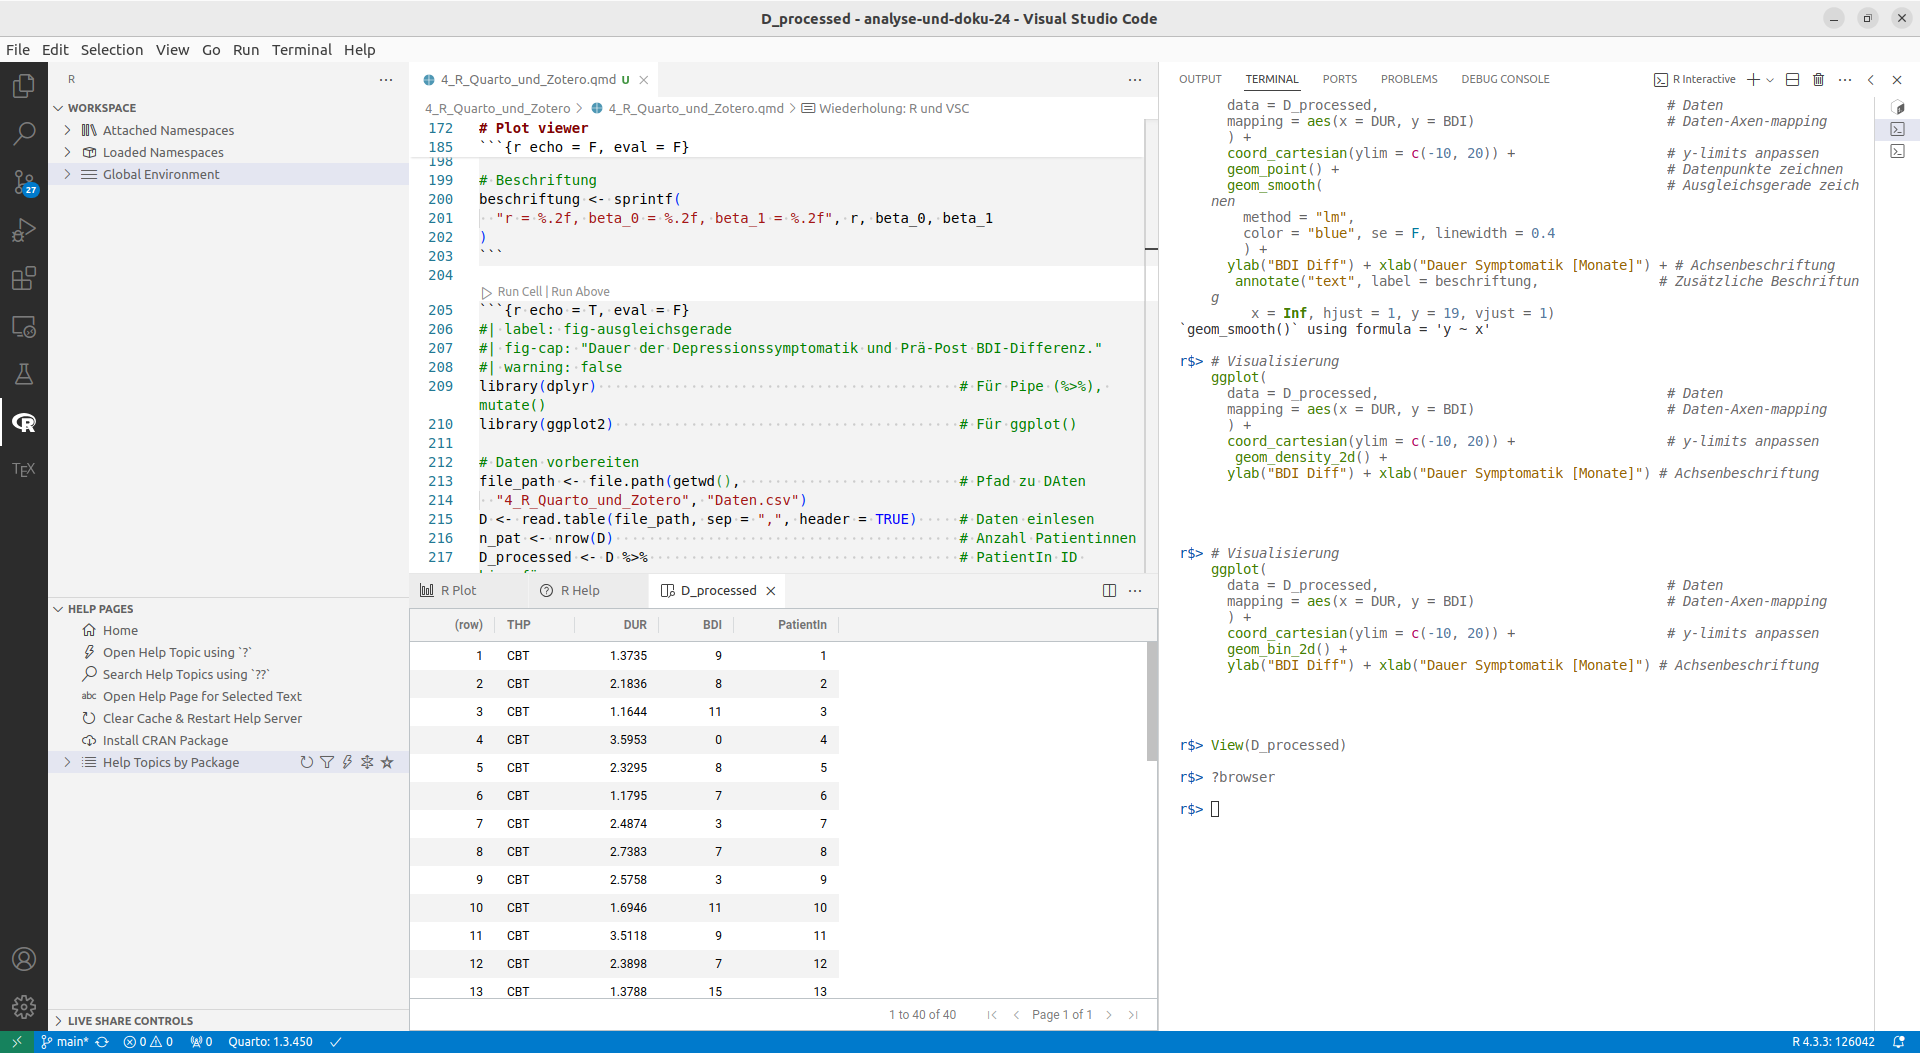 D_processed - analyse-und-doku-24 - Visual Studio Code
File Edit Selection View Go Run Terminal Help
R
WORKSPACE
Attached Namespaces
Loaded Namespaces
Global Environment
27
TEX
HELP PAGES
Home
Open Help Topic using `?`
Search Help Topics using `??`
abc Open Help Page for Selected Text
Clear Cache & Restart Help Server
Install CRAN Package
Help Topics by Package
LIVE SHARE CONTROLS
4_R_Quarto_und_Zotero.qmd U
4_R_Quarto_und_Zotero > 4_R_Quarto_und_Zotero.qmd > Wiederholung: R und VSC
172 # Plot viewer
185 ```{r echo = F, eval = F}
198
199 # Beschriftung
200 beschriftung <- sprintf(
201 "r = %.2f, beta_0 = %.2f, beta_1 = %.2f", r, beta_0, beta_1
202 )
203 ```
204
Run Cell | Run Above
205 ```{r echo = T, eval = F}
206 #| label: fig-ausgleichsgerade
207 #| fig-cap: "Dauer der Depressionssymptomatik und Prä-Post BDI-Differenz."
208 #| warning: false
209 library(dplyr) # Für Pipe (%>%),
mutate()
210 library(ggplot2) # Für ggplot()
211
212 # Daten vorbereiten
213 file_path <- file.path(getwd(), # Pfad zu DAten
214 "4_R_Quarto_und_Zotero", "Daten.csv")
215 D <- read.table(file_path, sep = ",", header = TRUE) # Daten einlesen
216 n_pat <- nrow(D) # Anzahl Patientinnen
217 D_processed <- D %>% # PatientIn ID
R Plot R Help D_processed
(row) THP DUR BDI PatientIn
1 CBT 1.3735 9 1
2 CBT 2.1836 8 2
3 CBT 1.1644 11 3
4 CBT 3.5953 0 4
5 CBT 2.3295 8 5
6 CBT 1.1795 7 6
7 CBT 2.4874 3 7
8 CBT 2.7383 7 8
9 CBT 2.5758 3 9
10 CBT 1.6946 11 10
11 CBT 3.5118 9 11
12 CBT 2.3898 7 12
13 CBT 1.3788 15 13
1 to 40 of 40 Page 1 of 1
OUTPUT TERMINAL PORTS PROBLEMS DEBUG CONSOLE R Interactive
data = D_processed, # Daten
mapping = aes(x = DUR, y = BDI) # Daten-Axen-mapping
) +
coord_cartesian(ylim = c(-10, 20)) + # y-limits anpassen
geom_point() + # Datenpunkte zeichnen
geom_smooth( # Ausgleichsgerade zeich
nen
method = "lm",
color = "blue", se = F, linewidth = 0.4
) +
ylab("BDI Diff") + xlab("Dauer Symptomatik [Monate]") + # Achsenbeschriftung
annotate("text", label = beschriftung, # Zusätzliche Beschriftun
g
x = Inf, hjust = 1, y = 19, vjust = 1)
`geom_smooth()` using formula = 'y ~ x'
r$> # Visualisierung
ggplot(
data = D_processed, # Daten
mapping = aes(x = DUR, y = BDI) # Daten-Axen-mapping
) +
coord_cartesian(ylim = c(-10, 20)) + # y-limits anpassen
geom_density_2d() +
ylab("BDI Diff") + xlab("Dauer Symptomatik [Monate]") # Achsenbeschriftung
r$> # Visualisierung
ggplot(
data = D_processed, # Daten
mapping = aes(x = DUR, y = BDI) # Daten-Axen-mapping
) +
coord_cartesian(ylim = c(-10, 20)) + # y-limits anpassen
geom_bin_2d() +
ylab("BDI Diff") + xlab("Dauer Symptomatik [Monate]") # Achsenbeschriftung
r$> View(D_processed)
r$> ?browser
r$>
main* 0 0 0 Quarto: 1.3.450 R 4.3.3: 126042